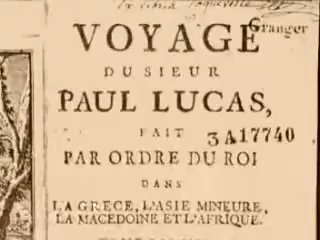 Granger
VOYAGE
DU SIEUR
PAUL LUCAS,
FAIT
3A17740
PAR ORDRE DU ROI
DANS
LA GRECE, L'ASIE MINEURE,
LA MACEDOINE ET L'AFRIQUE.